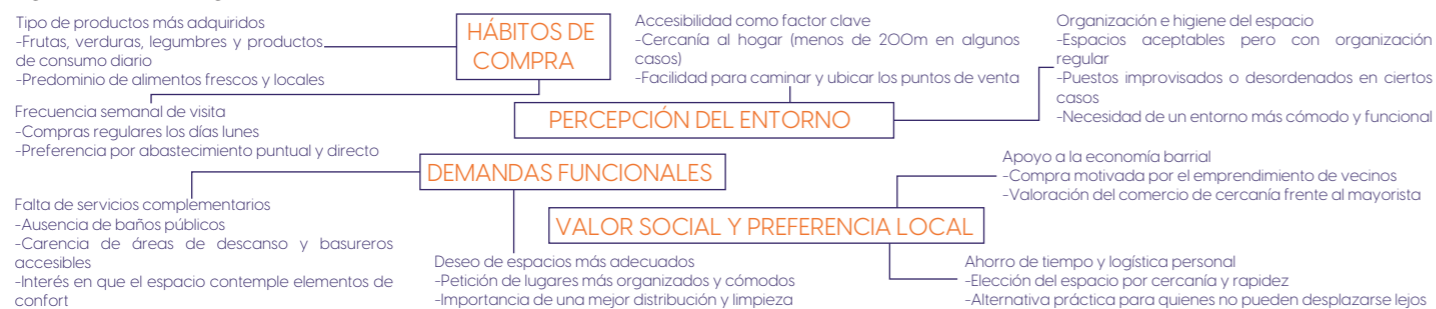 HÁBITOS DE
COMPRA
Tipo de productos más adquiridos
-Frutas, verduras, legumbres y productos
de consumo diario
-Predominio de alimentos frescos y locales
Frecuencia semanal de visita
-Compras regulares los días lunes
-Preferencia por abastecimiento puntual y directo
PERCEPCIÓN DEL ENTORNO
Accesibilidad como factor clave
-Cercanía al hogar (menos de 200m en algunos
casos)
-Facilidad para caminar y ubicar los puntos de venta
Organización e higiene del espacio
-Espacios aceptables pero con organización
regular
-Puestos improvisados o desordenados en ciertos
casos
-Necesidad de un entorno más cómodo y funcional
DEMANDAS FUNCIONALES
Falta de servicios complementarios
-Ausencia de baños públicos
-Carencia de áreas de descanso y basureros
accesibles
-Interés en que el espacio contemple elementos de
confort
Deseo de espacios más adecuados
-Petición de lugares más organizados y cómodos
-Importancia de una mejor distribución y limpieza
VALOR SOCIAL Y PREFERENCIA LOCAL
Apoyo a la economía barrial
-Compra motivada por el emprendimiento de vecinos
-Valoración del comercio de cercanía frente al mayorista
Ahorro de tiempo y logística personal
-Elección del espacio por cercanía y rapidez
-Alternativa práctica para quienes no pueden desplazarse lejos